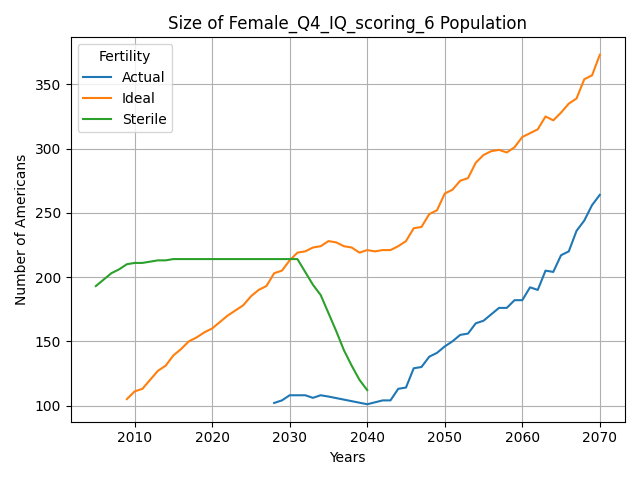 Size of Female_Q4_IQ_scoring_6 Population
Fertility
Actual
Ideal
Sterile
Number of Americans
350
300
250
200
150
100
2010
2020
2030
2040
2050
2060
2070
Years